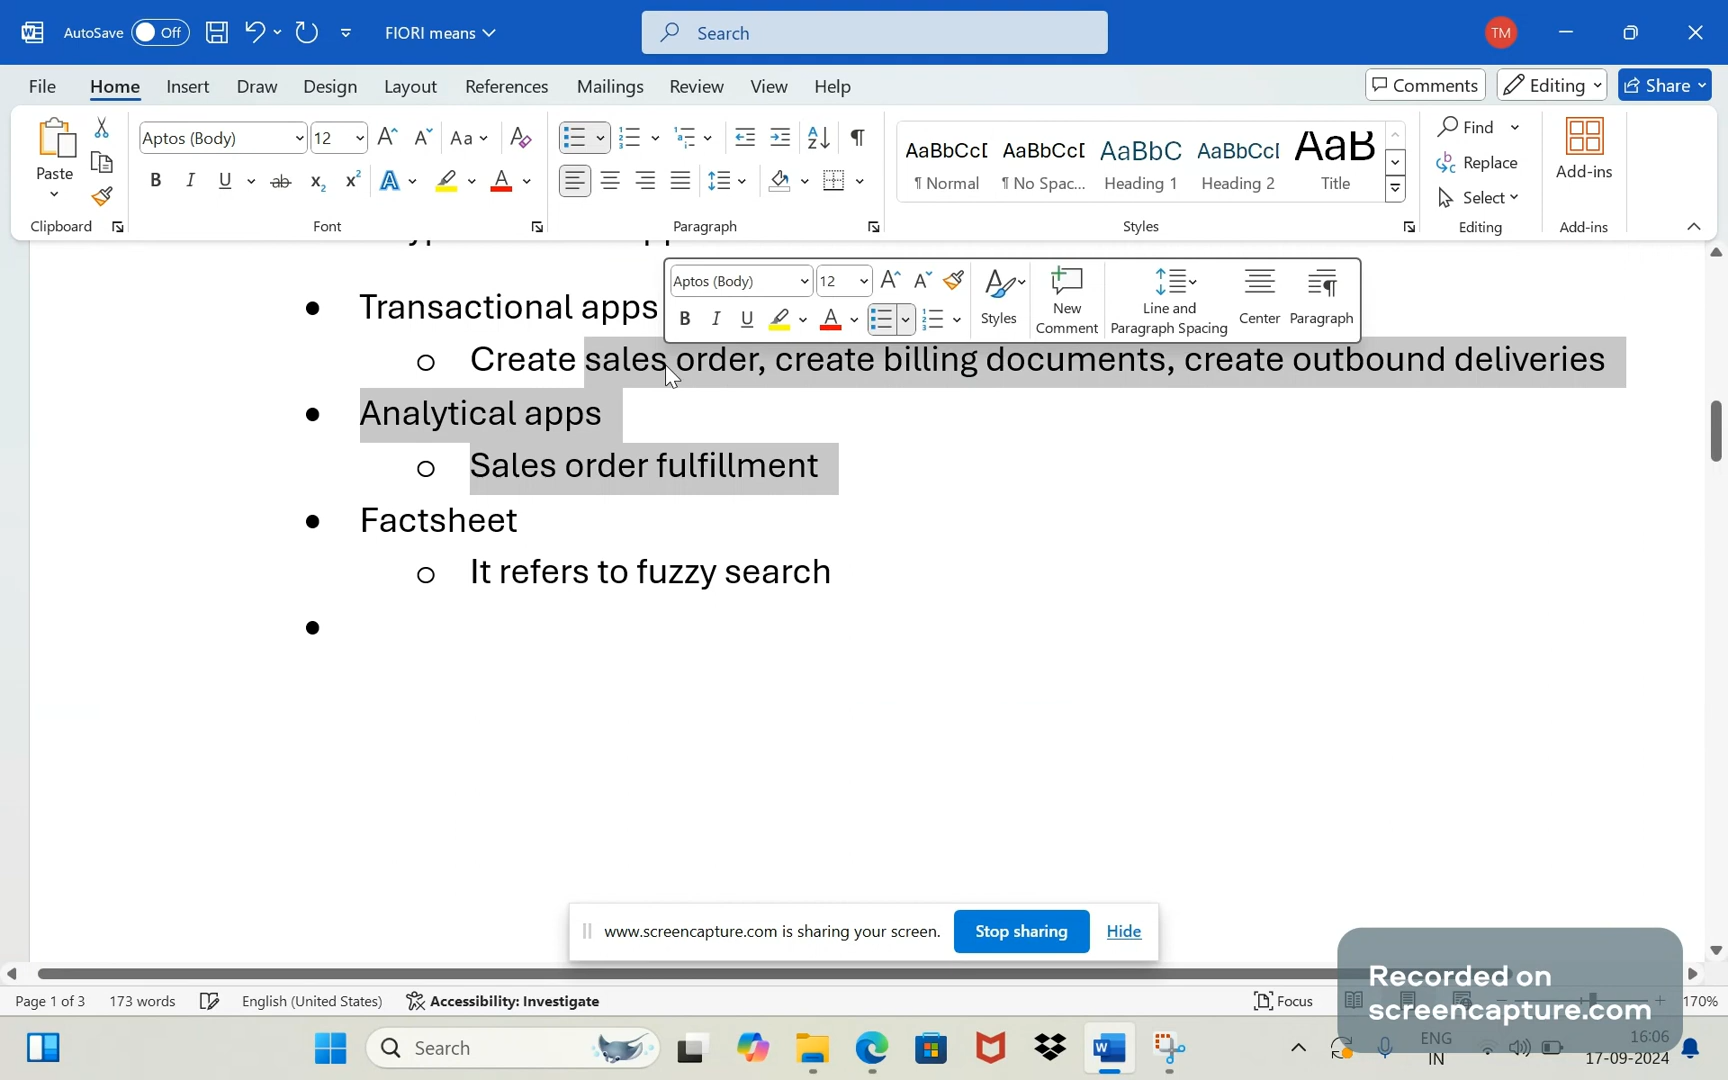 AutoSave Off FIORI means Search TM
File Home Insert Draw Design Layout References Mailings Review View Help Comments Editing Share
Paste Aptos (Body) 12 Aa AaBbCcD AaBbCcD AaBbC AaBbCcD AaB Find Replace Select Add-ins
¶ Normal ¶ No Spac... Heading 1 Heading 2 Title
Clipboard Font Paragraph Styles Editing Add-ins
Aptos (Body) 12 Styles New Comment Line and Paragraph Spacing Center Paragraph
• Transactional apps
o Create sales order, create billing documents, create outbound deliveries
• Analytical apps
o Sales order fulfillment
• Factsheet
o It refers to fuzzy search
•
www.screencapture.com is sharing your screen. Stop sharing Hide
Recorded on
screencapture.com
Page 1 of 3 173 words English (United States) Accessibility: Investigate Focus 170%
Search ENG IN 16:06 17-09-2024